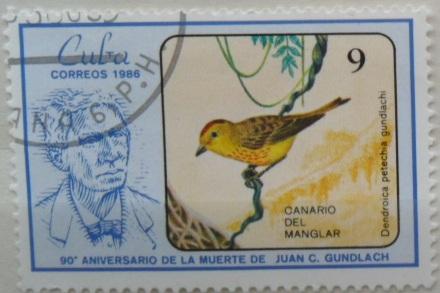 Cuba
CORREOS 1986
9
Dendroica petechia gundlachi
CANARIO
DEL
MANGLAR
90° ANIVERSARIO DE LA MUERTE DE JUAN C. GUNDLACH